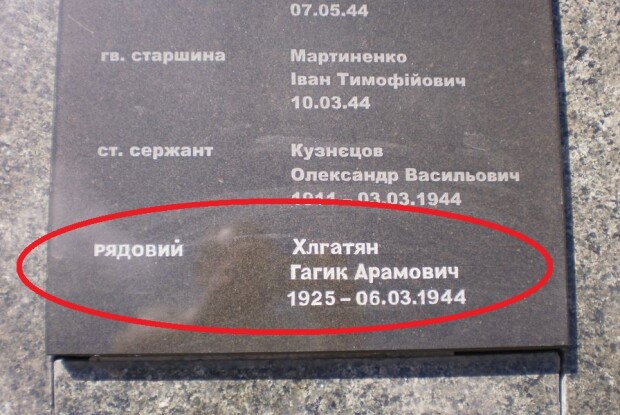 07.05.44
гв. старшина Мартиненко
Іван Тимофійович
10.03.44
ст. сержант Кузнєцов
Олександр Васильович
1911 – 03.03.1944
рядовий Хлгатян
Гагик Арамович
1925 – 06.03.1944